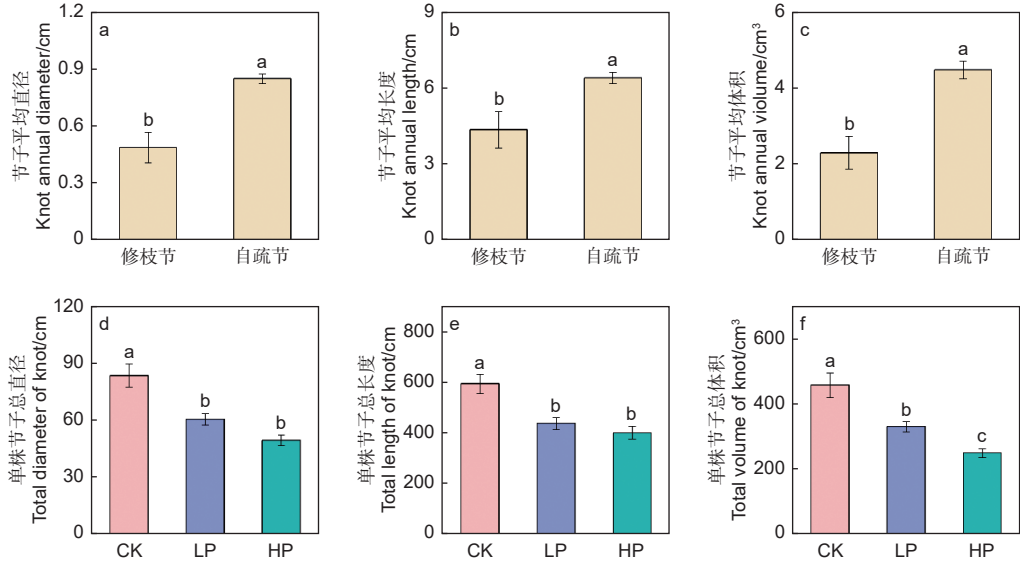 节子平均直径
Knot annual diameter/cm
1.2
0.9
0.6
0.3
0
a
b
a
修枝节
自疏节
节子平均长度
Knot annual length/cm
9
6
3
0
b
b
a
修枝节
自疏节
节子平均体积
Knot annual violume/cm³
6
4
2
0
c
b
a
修枝节
自疏节
单株节子总直径
Total diameter of knot/cm
120
90
60
30
0
d
a
b
b
CK
LP
HP
单株节子总长度
Total length of knot/cm
800
600
400
200
0
e
a
b
b
CK
LP
HP
单株节子总体积
Total volume of knot/cm³
600
400
200
0
f
a
b
c
CK
LP
HP